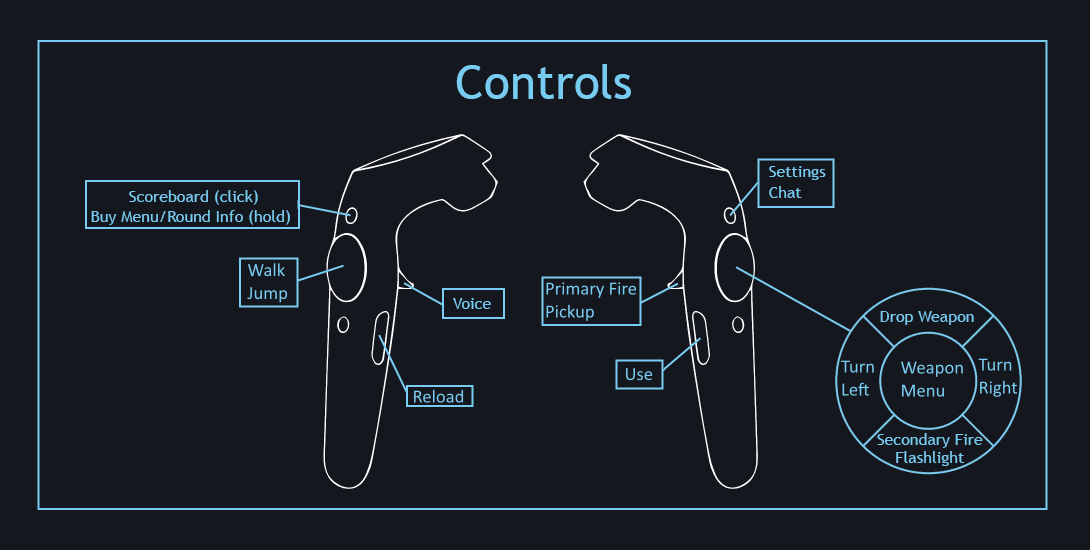 Controls
Scoreboard (click)
Buy Menu/Round Info (hold)
Walk
Jump
Voice
Reload
Settings
Chat
Primary Fire
Pickup
Use
Drop Weapon
Turn
Left
Weapon
Menu
Turn
Right
Secondary Fire
Flashlight